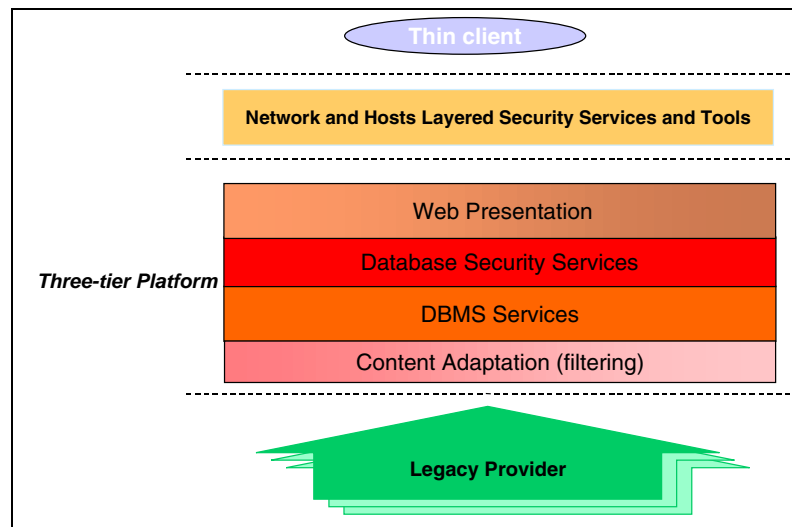 Thin client
Network and Hosts Layered Security Services and Tools
Web Presentation
Database Security Services
Three-tier Platform
DBMS Services
Content Adaptation (filtering)
Legacy Provider